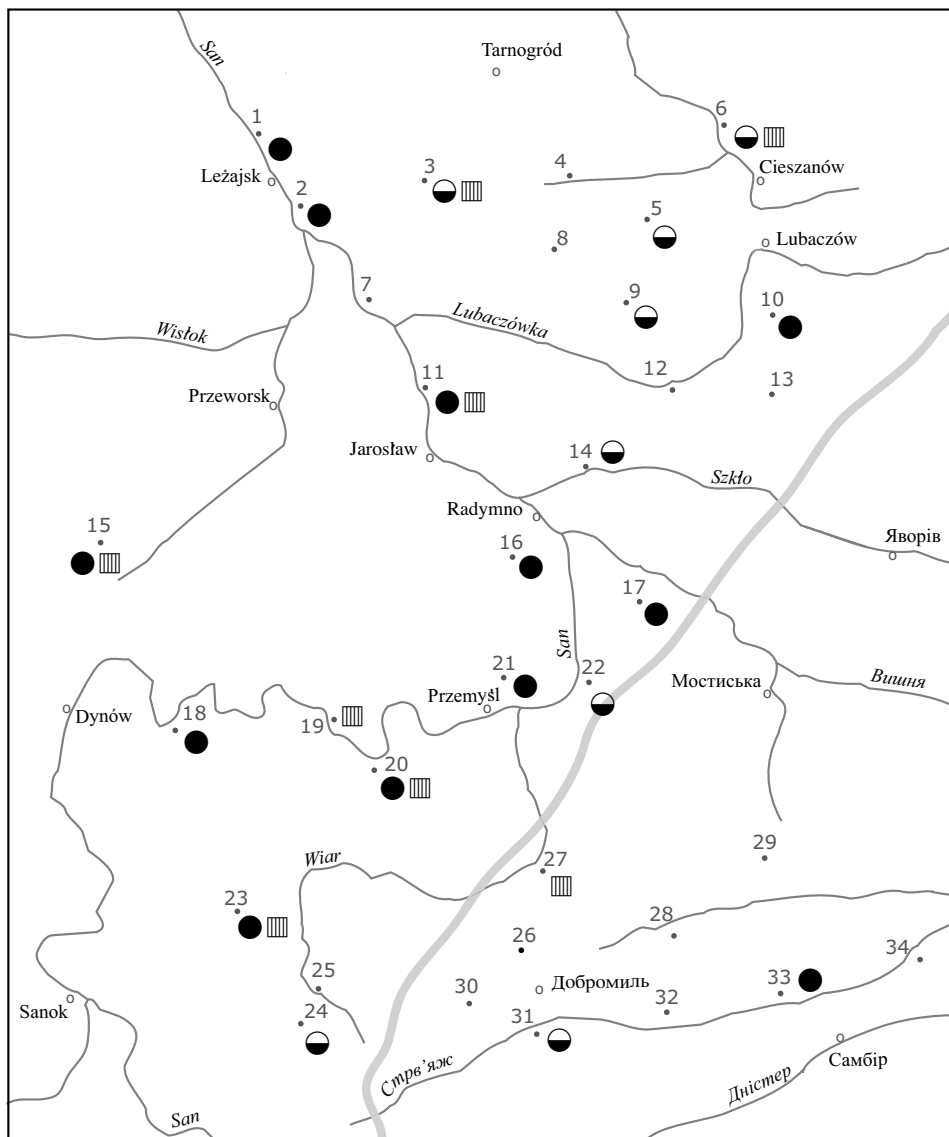 San
Tarnogród
1
6
Leżajsk
3
4
Cieszanów
2
5
8
Lubaczów
7
9
10
Wisłok
Lubaczówka
11
12
13
Przeworsk
Jarosław
14
Szkło
Radymno
15
16
Яворів
17
San
21
22
Мостиська
Вишня
Dynów
18
19
Przemyśl
20
Wiar
27
29
23
28
26
34
25
30
Добромиль
32
33
Sanok
24
31
Стрв’яж
Самбір
Дністер
San